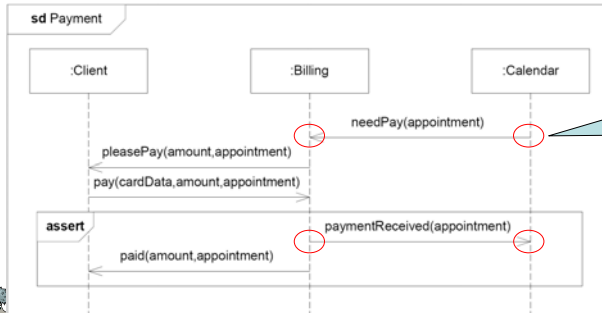 sd Payment
:Client
:Billing
:Calendar
needPay(appointment)
pleasePay(amount,appointment)
pay(cardData,amount,appointment)
assert
paymentReceived(appointment)
paid(amount,appointment)